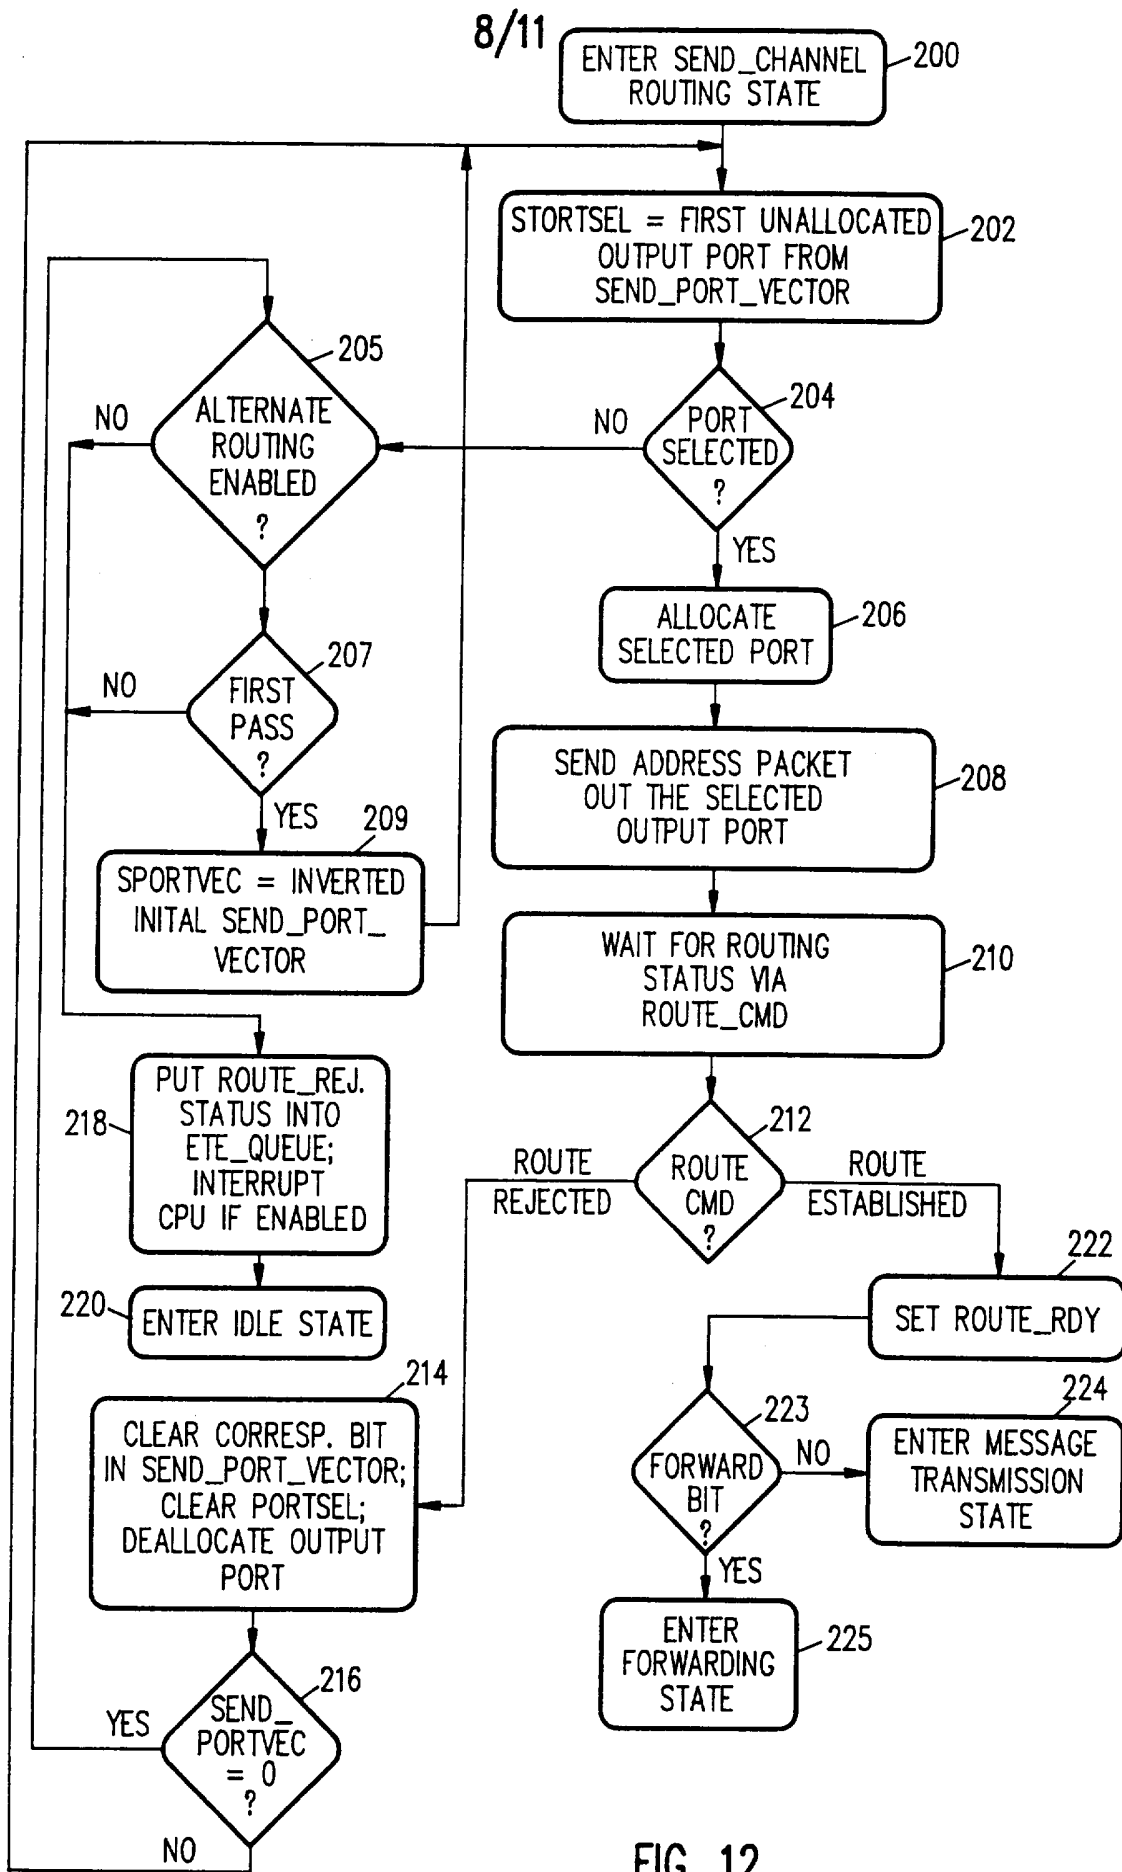 8/11
ENTER SEND_CHANNEL
ROUTING STATE
200
STORTSEL = FIRST UNALLOCATED
OUTPUT PORT FROM
SEND_PORT_VECTOR
202
PORT
SELECTED
?
204
NO
YES
ALTERNATE
ROUTING
ENABLED
?
205
NO
ALLOCATE
SELECTED PORT
206
FIRST
PASS
?
207
NO
YES
SEND ADDRESS PACKET
OUT THE SELECTED
OUTPUT PORT
208
SPORTVEC = INVERTED
INITAL SEND_PORT_
VECTOR
209
WAIT FOR ROUTING
STATUS VIA
ROUTE_CMD
210
ROUTE
CMD
?
212
ROUTE
REJECTED
ROUTE
ESTABLISHED
PUT ROUTE_REJ.
STATUS INTO
ETE_QUEUE;
INTERRUPT
CPU IF ENABLED
218
ENTER IDLE STATE
220
SET ROUTE_RDY
222
CLEAR CORRESP. BIT
IN SEND_PORT_VECTOR;
CLEAR PORTSEL;
DEALLOCATE OUTPUT
PORT
214
FORWARD
BIT
?
223
NO
YES
ENTER MESSAGE
TRANSMISSION
STATE
224
ENTER
FORWARDING
STATE
225
SEND_
PORTVEC
= 0
?
216
YES
NO
FIG. 12